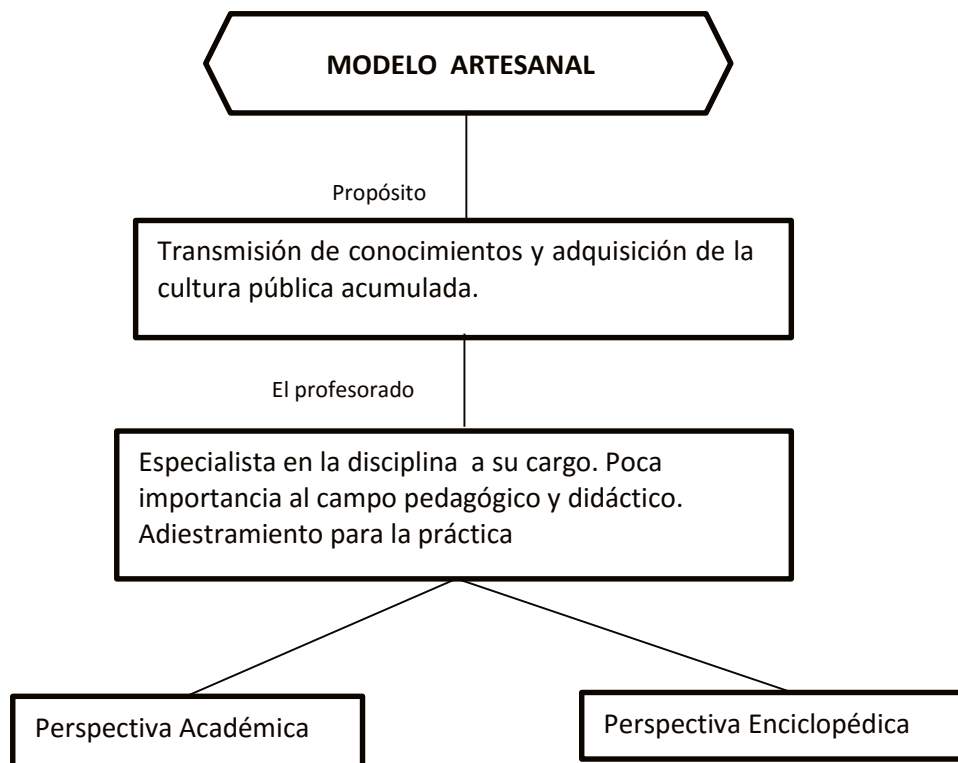 MODELO ARTESANAL
Propósito
Transmisión de conocimientos y adquisición de la
cultura pública acumulada.
El profesorado
Especialista en la disciplina a su cargo. Poca
importancia al campo pedagógico y didáctico.
Adiestramiento para la práctica
Perspectiva Académica
Perspectiva Enciclopédica